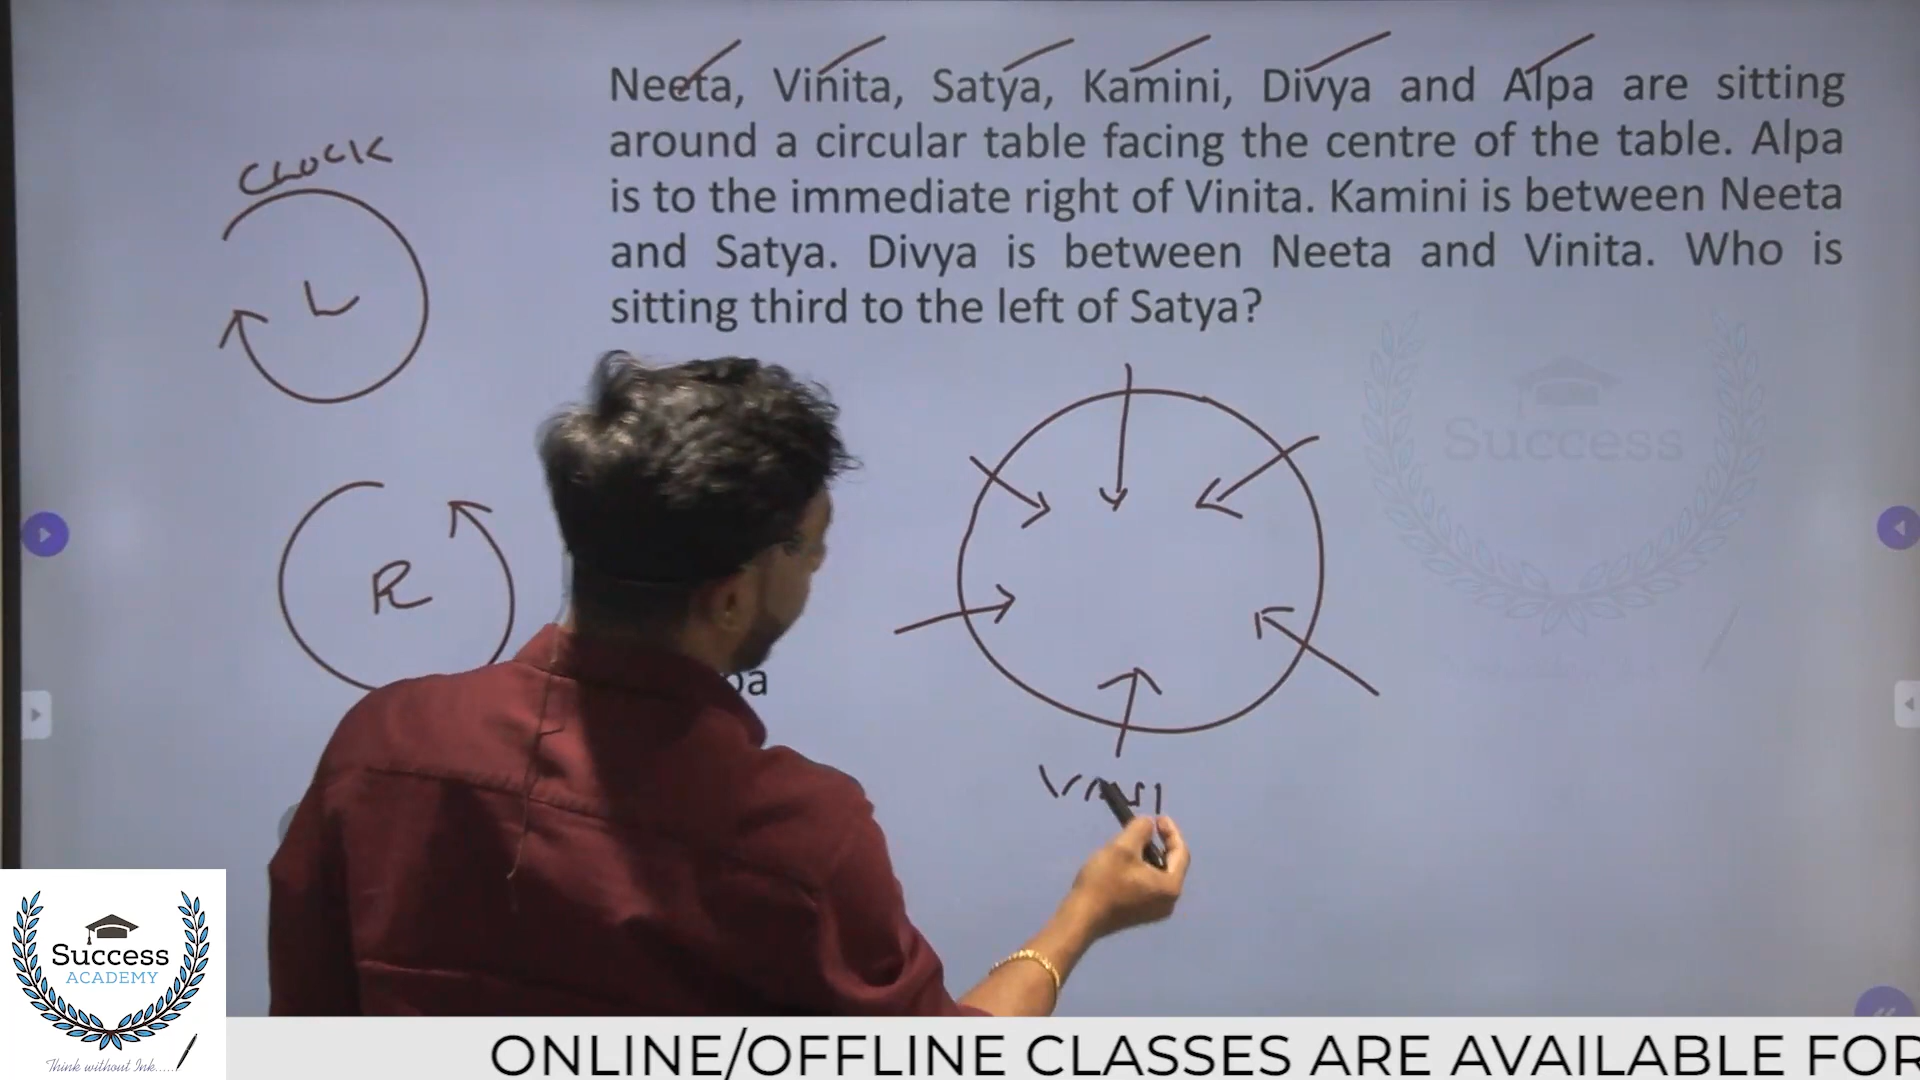 Neeta, Vinita, Satya, Kamini, Divya and Alpa are sitting
around a circular table facing the centre of the table. Alpa
is to the immediate right of Vinita. Kamini is between Neeta
and Satya. Divya is between Neeta and Vinita. Who is
sitting third to the left of Satya?
CLOCK
L
R
pa
VINI
Success
Success
ACADEMY
Think without Ink.....
ONLINE/OFFLINE CLASSES ARE AVAILABLE FOR